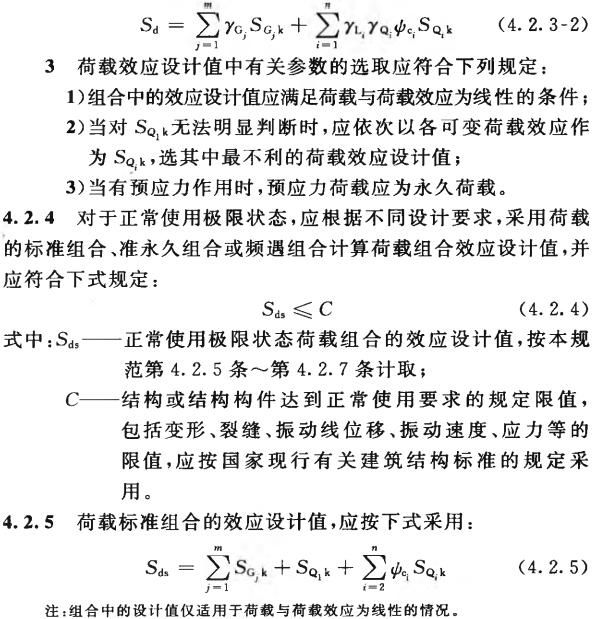 S_d = \sum_{j=1}^{m} γ_{G_j} S_{G_j k} + \sum_{i=1}^{n} γ_{L_i} γ_{Q_i} ψ_{c_i} S_{Q_i k} (4.2.3-2)
3 荷载效应设计值中有关参数的选取应符合下列规定：
1)组合中的效应设计值应满足荷载与荷载效应为线性的条件；
2)当对 S_{Q_1 k}无法明显判断时，应依次以各可变荷载效应作
为 S_{Q_i k}，选其中最不利的荷载效应设计值；
3)当有预应力作用时，预应力荷载应为永久荷载。
4.2.4 对于正常使用极限状态，应根据不同设计要求，采用荷载
的标准组合、准永久组合或频遇组合计算荷载组合效应设计值，并
应符合下式规定：
S_{ds} ≤ C (4.2.4)
式中：S_{ds}——正常使用极限状态荷载组合的效应设计值，按本规
范第 4.2.5 条～第 4.2.7 条计取；
C——结构或结构构件达到正常使用要求的规定限值，
包括变形、裂缝、振动线位移、振动速度、应力等的
限值，应按国家现行有关建筑结构标准的规定采
用。
4.2.5 荷载标准组合的效应设计值，应按下式采用：
S_{ds} = \sum_{j=1}^{m} S_{G_j k} + S_{Q_1 k} + \sum_{i=2}^{n} ψ_{c_i} S_{Q_i k} (4.2.5)
注：组合中的设计值仅适用于荷载与荷载效应为线性的情况。